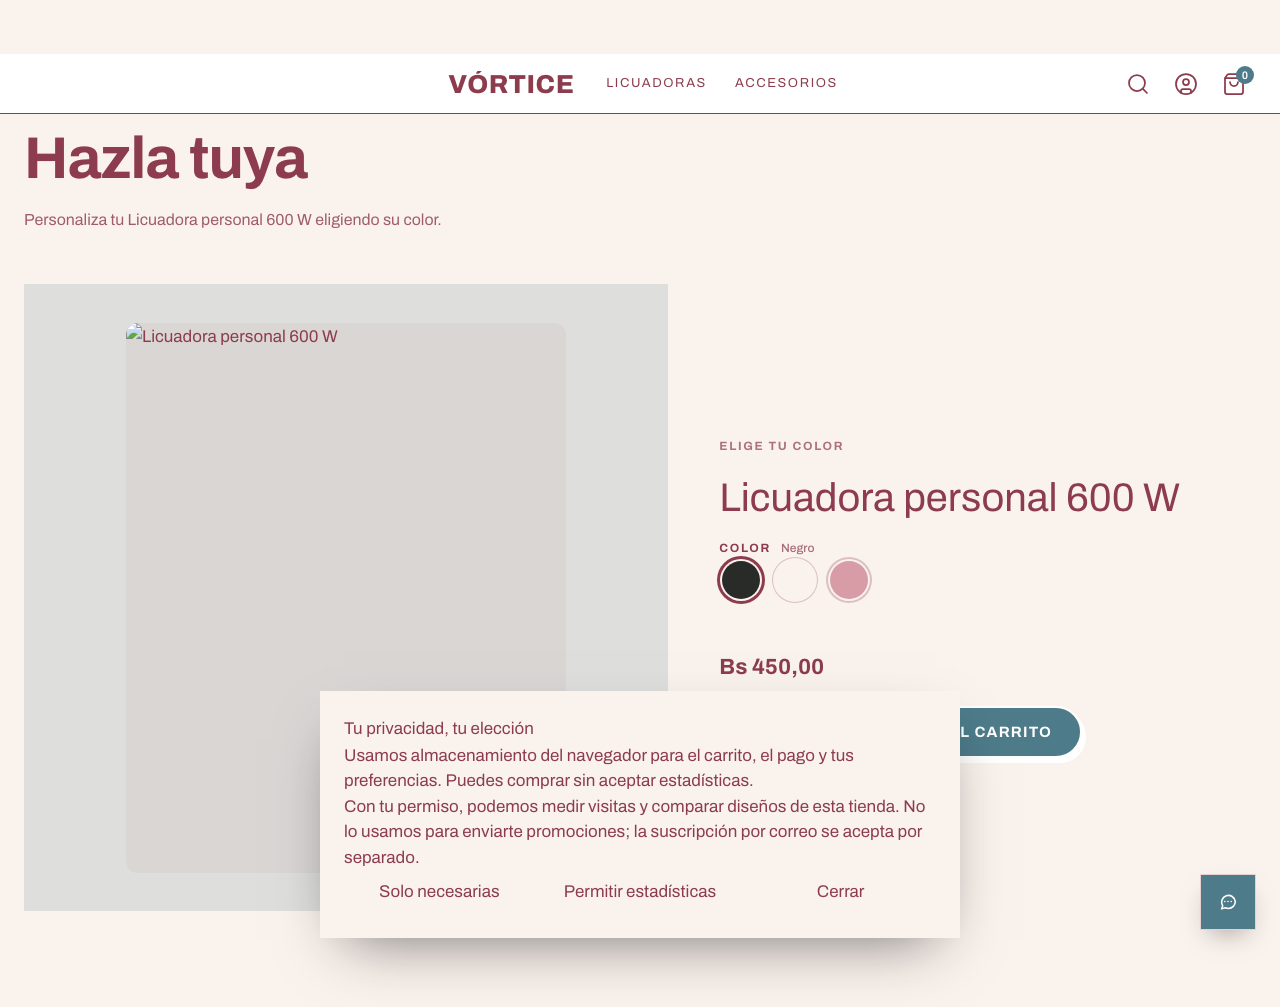 VÓRTICE
LICUADORAS
ACCESORIOS
0
Hazla tuya
Personaliza tu Licuadora personal 600 W eligiendo su color.
Licuadora personal 600 W
ELIGE TU COLOR
Licuadora personal 600 W
COLOR Negro
Bs 450,00
L CARRITO
Tu privacidad, tu elección
Usamos almacenamiento del navegador para el carrito, el pago y tus
preferencias. Puedes comprar sin aceptar estadísticas.
Con tu permiso, podemos medir visitas y comparar diseños de esta tienda. No
lo usamos para enviarte promociones; la suscripción por correo se acepta por
separado.
Solo necesarias
Permitir estadísticas
Cerrar